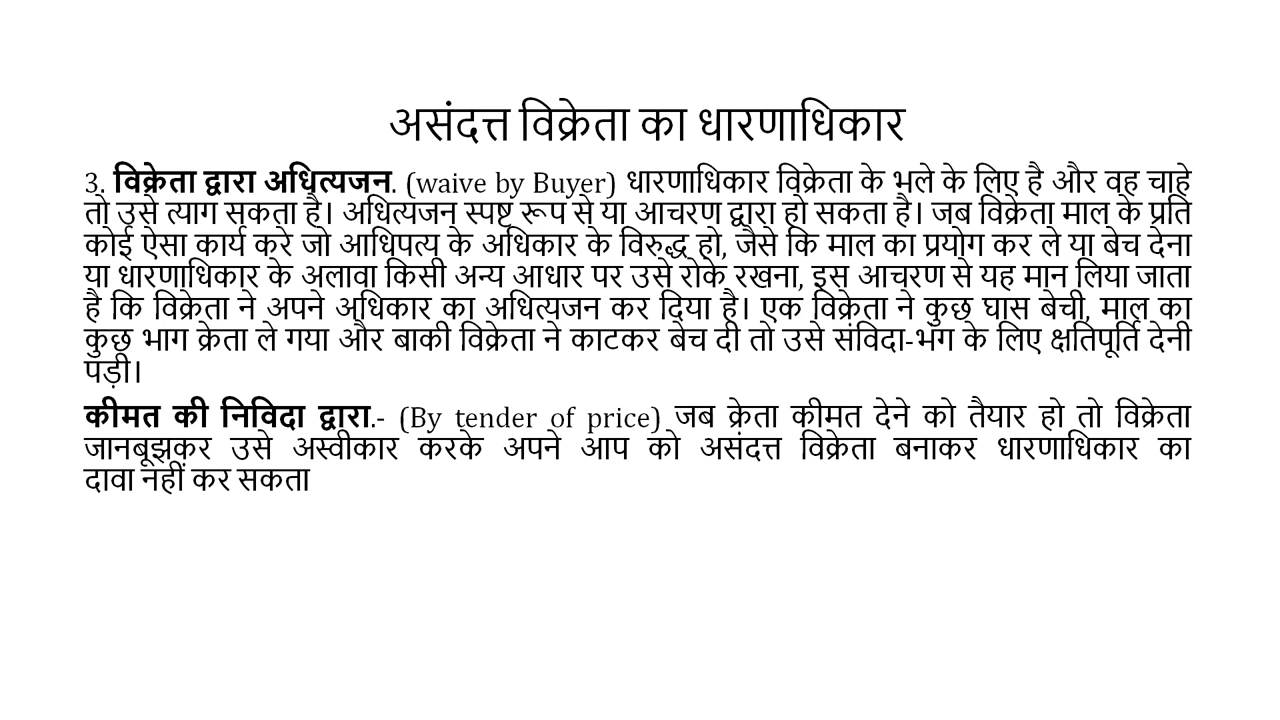 असंदत्त विक्रेता का धारणाधिकार
3. विक्रेता द्वारा अधित्यजन. (waive by Buyer) धारणाधिकार विक्रेता के भले के लिए है और वह चाहे
तो उसे त्याग सकता है। अधित्यजन स्पष्ट रूप से या आचरण द्वारा हो सकता है। जब विक्रेता माल के प्रति
कोई ऐसा कार्य करे जो आधिपत्य के अधिकार के विरुद्ध हो, जैसे कि माल का प्रयोग कर ले या बेच देना
या धारणाधिकार के अलावा किसी अन्य आधार पर उसे रोके रखना, इस आचरण से यह मान लिया जाता
है कि विक्रेता ने अपने अधिकार का अधित्यजन कर दिया है। एक विक्रेता ने कुछ घास बेची, माल का
कुछ भाग क्रेता ले गया और बाकी विक्रेता ने काटकर बेच दी तो उसे संविदा-भंग के लिए क्षतिपूर्ति देनी
पड़ी।
कीमत की निविदा द्वारा.- (By tender of price) जब क्रेता कीमत देने को तैयार हो तो विक्रेता
जानबूझकर उसे अस्वीकार करके अपने आप को असंदत्त विक्रेता बनाकर धारणाधिकार का
दावा नहीं कर सकता